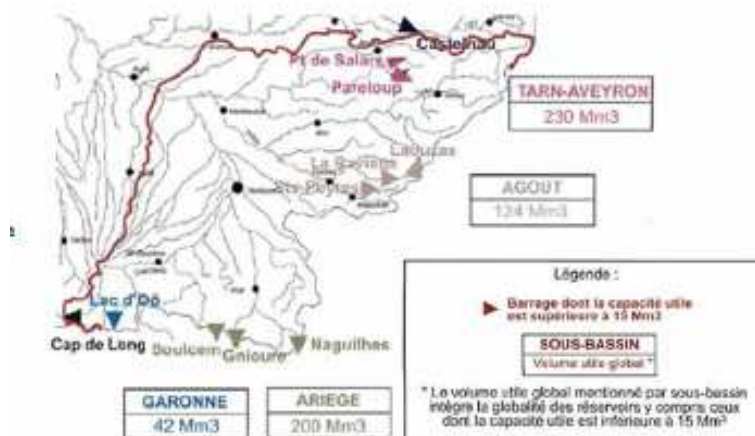 Castelnau
Pt de Salars
Pareloup
TARN-AVEYRON
230 Mm3
Laouzas
La Raviège
Sts Peyres
AGOUT
124 Mm3
Lac d'Oô
Cap de Long
Soulcem
Gnioure
Naguilhes
GARONNE
42 Mm3
ARIEGE
200 Mm3
Légende :
Barrage dont la capacité utile
est supérieure à 15 Mm3
SOUS-BASSIN
Volume utile global *
* Le volume utile global mentionné par sous-bassin
intègre la globalité des réservoirs y compris ceux
dont la capacité utile est inférieure à 15 Mm3